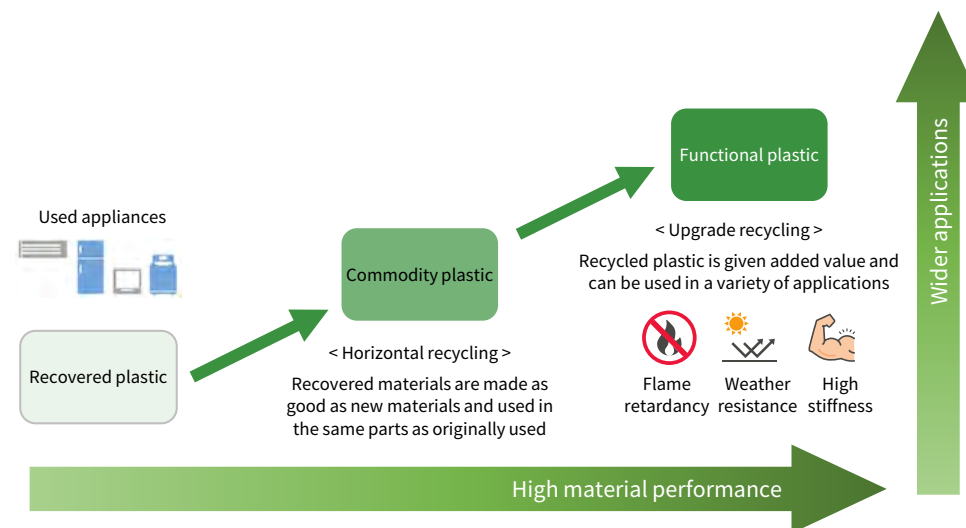 Used appliances
Recovered plastic
Commodity plastic
< Horizontal recycling >
Recovered materials are made as
good as new materials and used in
the same parts as originally used
Functional plastic
< Upgrade recycling >
Recycled plastic is given added value and
can be used in a variety of applications
Flame
retardancy
Weather
resistance
High
stiffness
High material performance
Wider applications